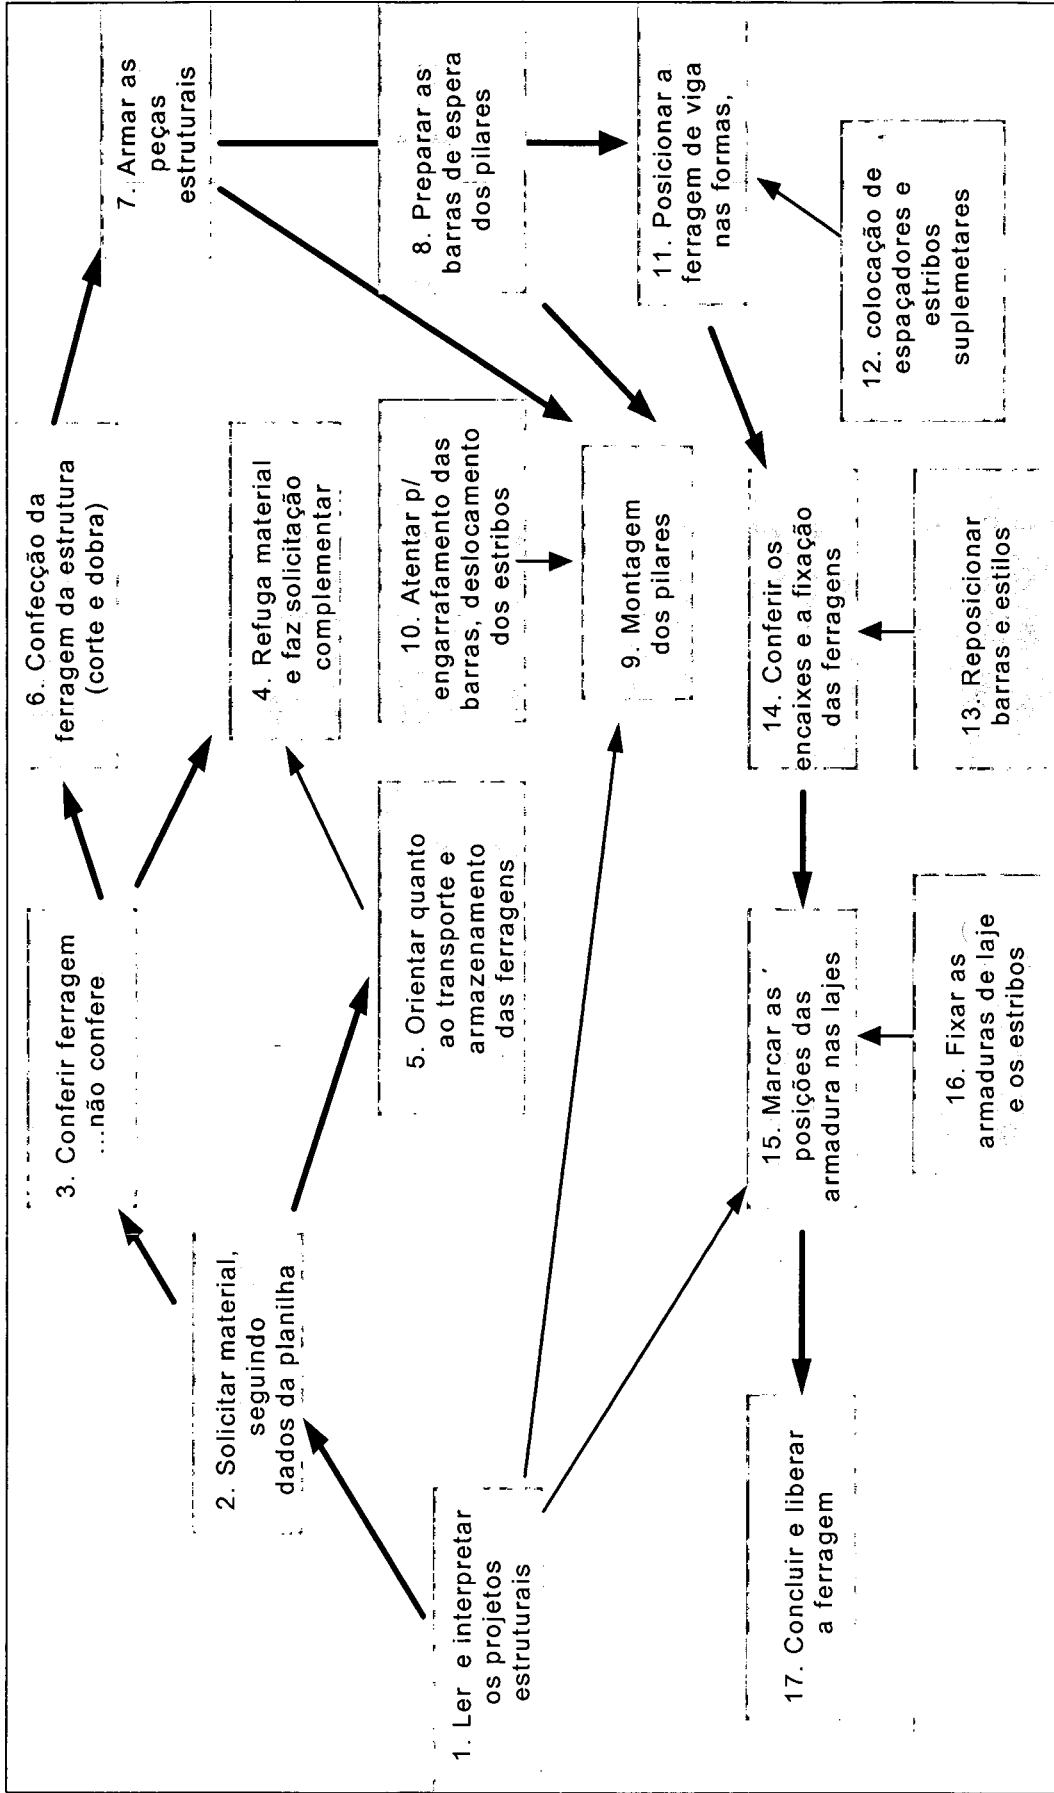 1. Ler e interpretar
os projetos
estruturais
2. Solicitar material,
seguindo
dados da planilha
3. Conferir ferragem
...não confere
4. Refuga material
e faz solicitação
complementar
5. Orientar quanto
ao transporte e
armazenamento
das ferragens
6. Confecção da
ferragem da estrutura
(corte e dobra)
7. Armar as
peças
estruturais
8. Preparar as
barras de espera
dos pilares
9. Montagem
dos pilares
10. Atentar p/
engarrafamento das
barras, deslocamento
dos estribos
11. Posicionar a
ferragem de viga
nas formas,
12. colocação de
espaçadores e
estribos
suplemetares
13. Reposicionar
barras e estilos
14. Conferir os
encaixes e a fixação
das ferragens
15. Marcar as
posições das
armadura nas lajes
16. Fixar as
armaduras de laje
e os estribos
17. Concluir e liberar
a ferragem